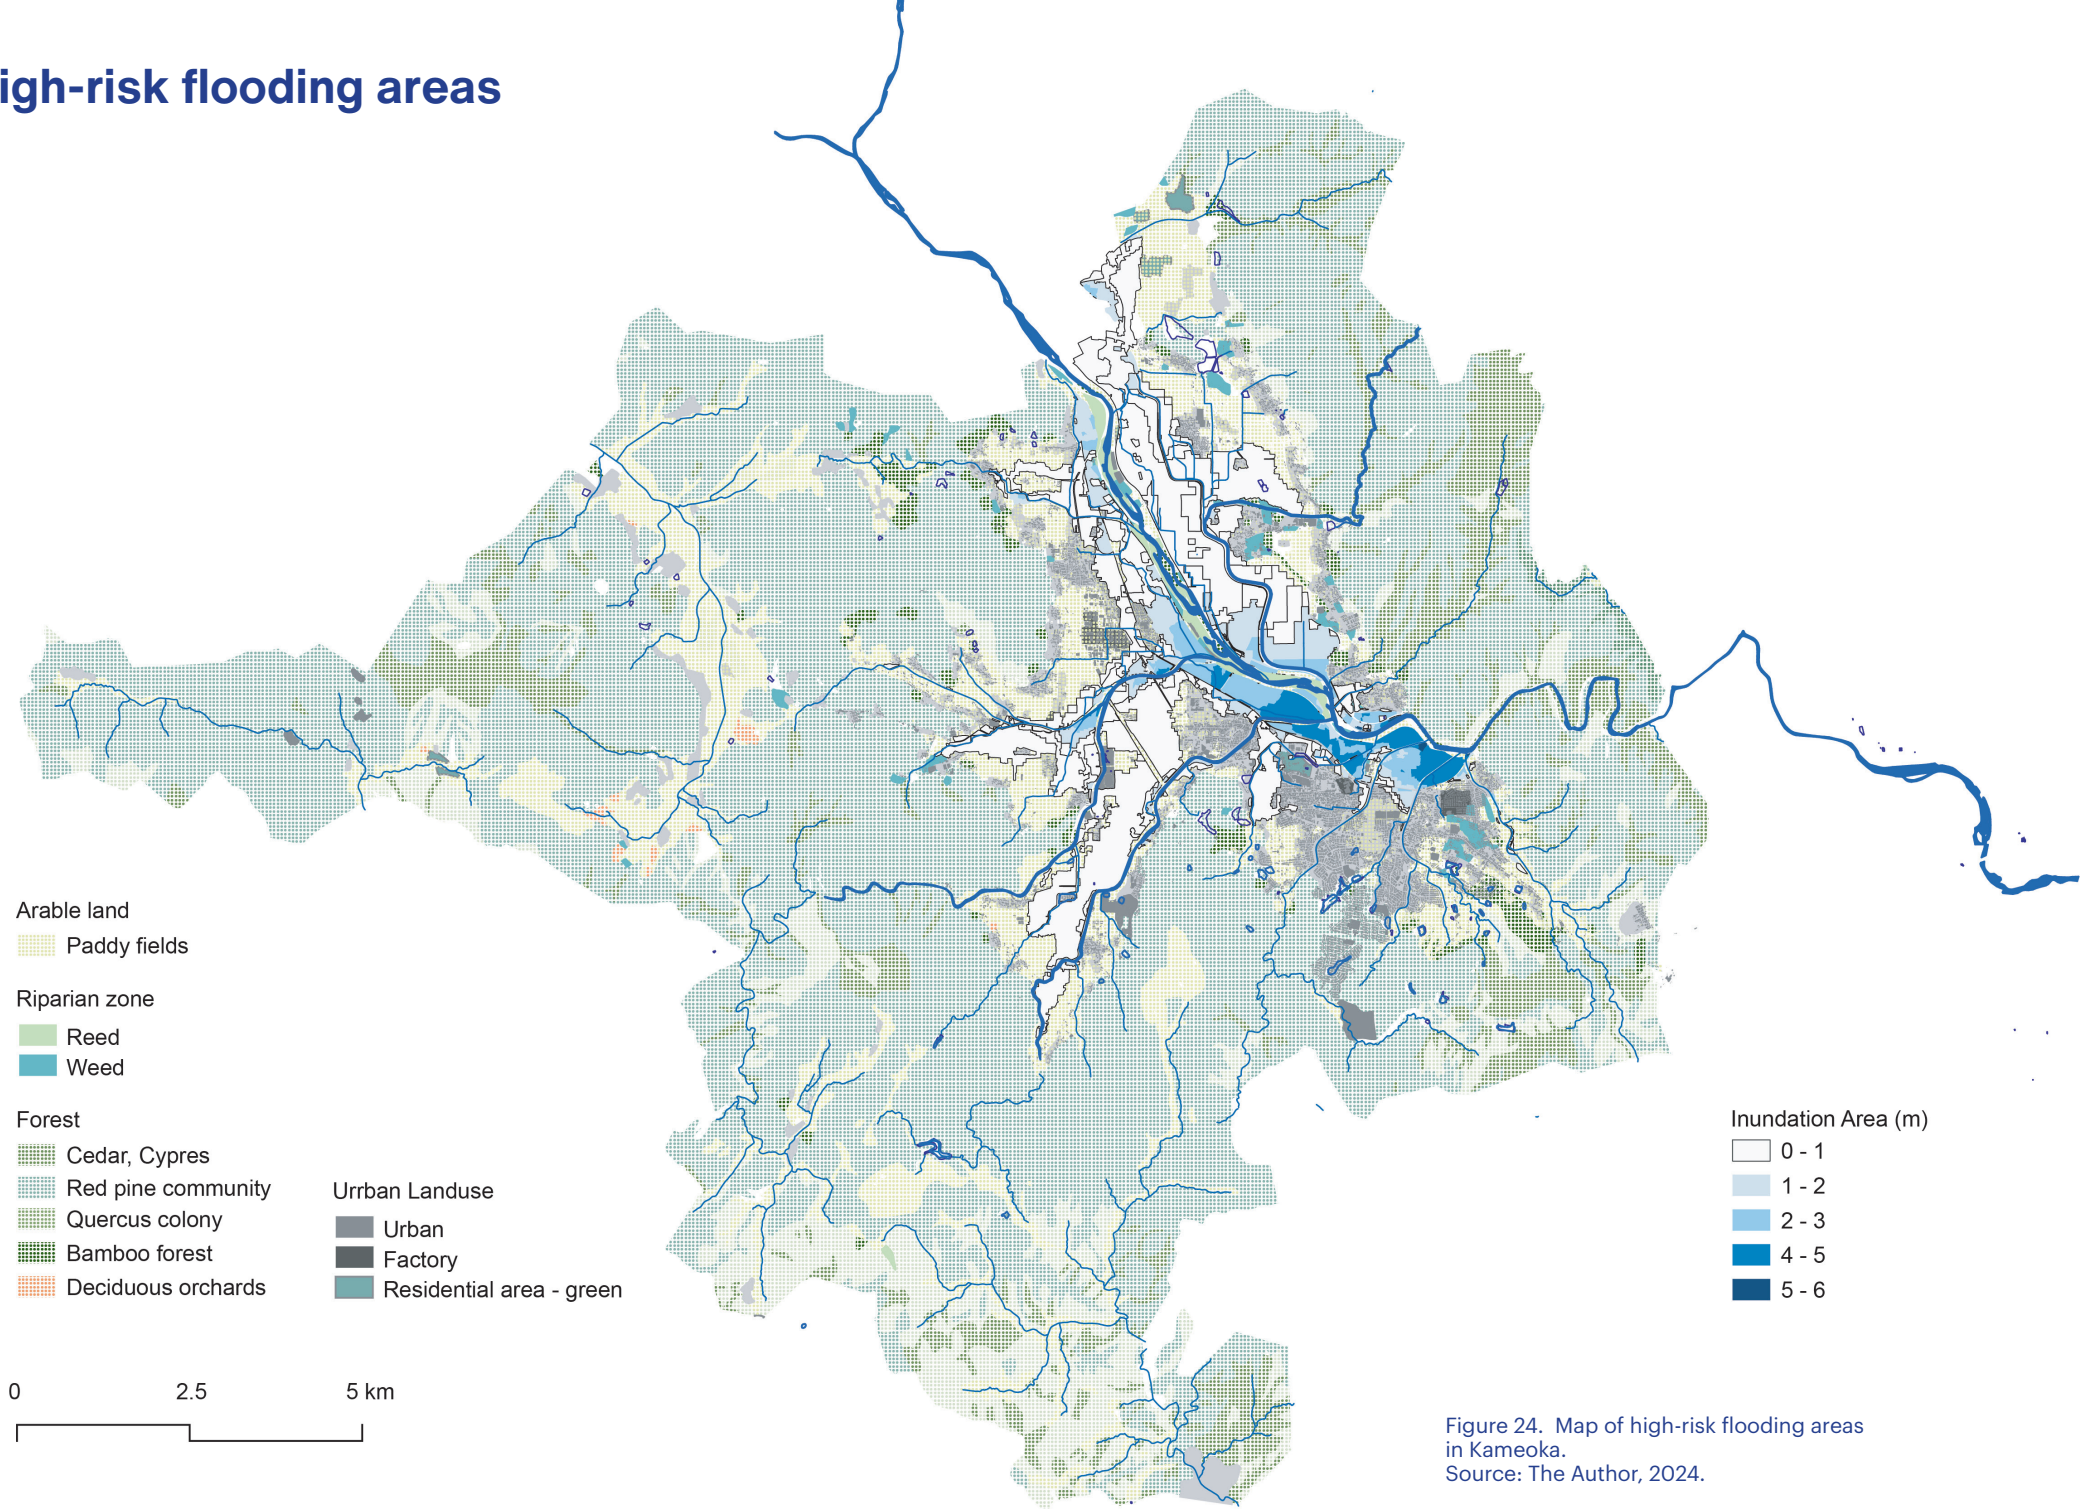 igh-risk flooding areas
Arable land
Paddy fields
Riparian zone
Reed
Weed
Forest
Cedar, Cypres
Red pine community
Quercus colony
Bamboo forest
Deciduous orchards
Urrban Landuse
Urban
Factory
Residential area - green
0 2.5 5 km
Inundation Area (m)
0 - 1
1 - 2
2 - 3
4 - 5
5 - 6
Figure 24. Map of high-risk flooding areas
in Kameoka.
Source: The Author, 2024.